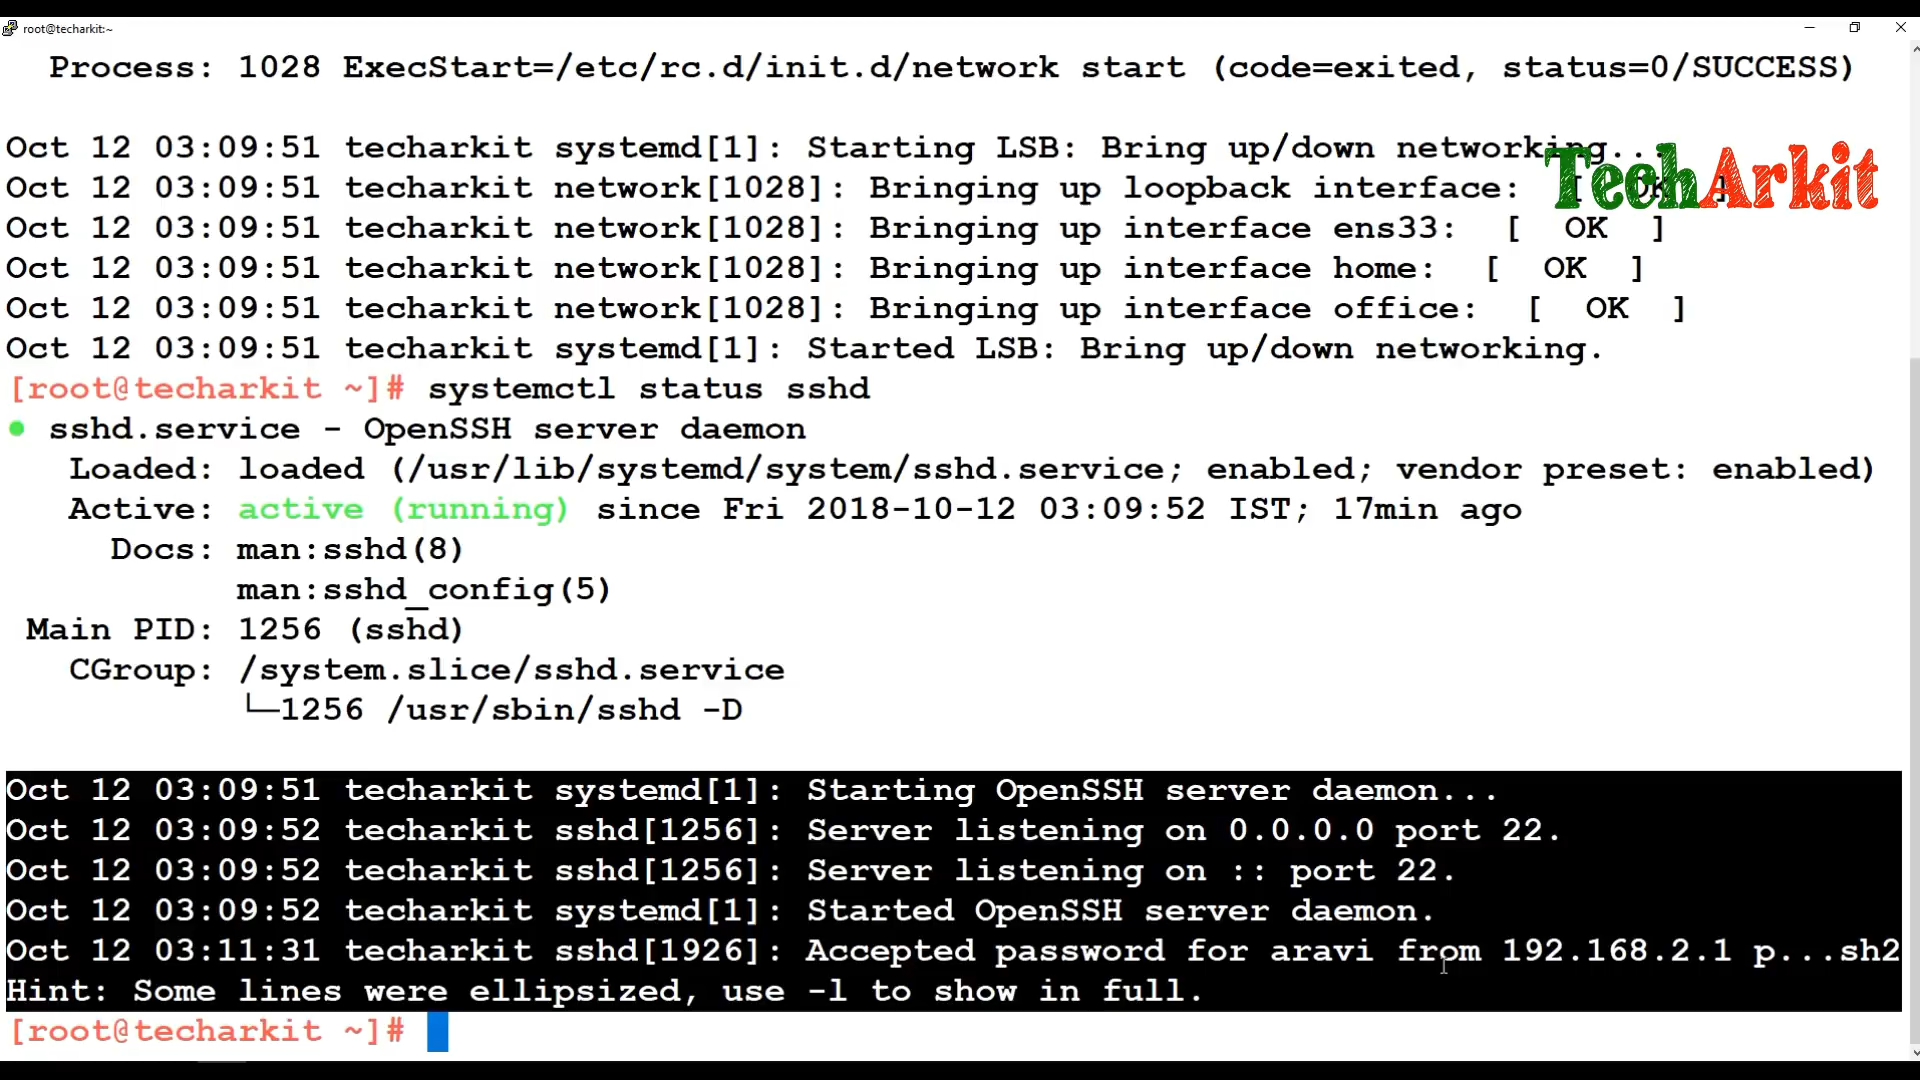 root@techarkit:~
Process: 1028 ExecStart=/etc/rc.d/init.d/network start (code=exited, status=0/SUCCESS)
Oct 12 03:09:51 techarkit systemd[1]: Starting LSB: Bring up/down networking...
Oct 12 03:09:51 techarkit network[1028]: Bringing up loopback interface:  [  OK  ]
TechArkit
Oct 12 03:09:51 techarkit network[1028]: Bringing up interface ens33:  [  OK  ]
Oct 12 03:09:51 techarkit network[1028]: Bringing up interface home:  [  OK  ]
Oct 12 03:09:51 techarkit network[1028]: Bringing up interface office:  [  OK  ]
Oct 12 03:09:51 techarkit systemd[1]: Started LSB: Bring up/down networking.
[root@techarkit ~]# systemctl status sshd
● sshd.service - OpenSSH server daemon
Loaded: loaded (/usr/lib/systemd/system/sshd.service; enabled; vendor preset: enabled)
Active: active (running) since Fri 2018-10-12 03:09:52 IST; 17min ago
Docs: man:sshd(8)
man:sshd_config(5)
Main PID: 1256 (sshd)
CGroup: /system.slice/sshd.service
└─1256 /usr/sbin/sshd -D
Oct 12 03:09:51 techarkit systemd[1]: Starting OpenSSH server daemon...
Oct 12 03:09:52 techarkit sshd[1256]: Server listening on 0.0.0.0 port 22.
Oct 12 03:09:52 techarkit sshd[1256]: Server listening on :: port 22.
Oct 12 03:09:52 techarkit systemd[1]: Started OpenSSH server daemon.
Oct 12 03:11:31 techarkit sshd[1926]: Accepted password for aravi from 192.168.2.1 p...sh2
Hint: Some lines were ellipsized, use -l to show in full.
[root@techarkit ~]#